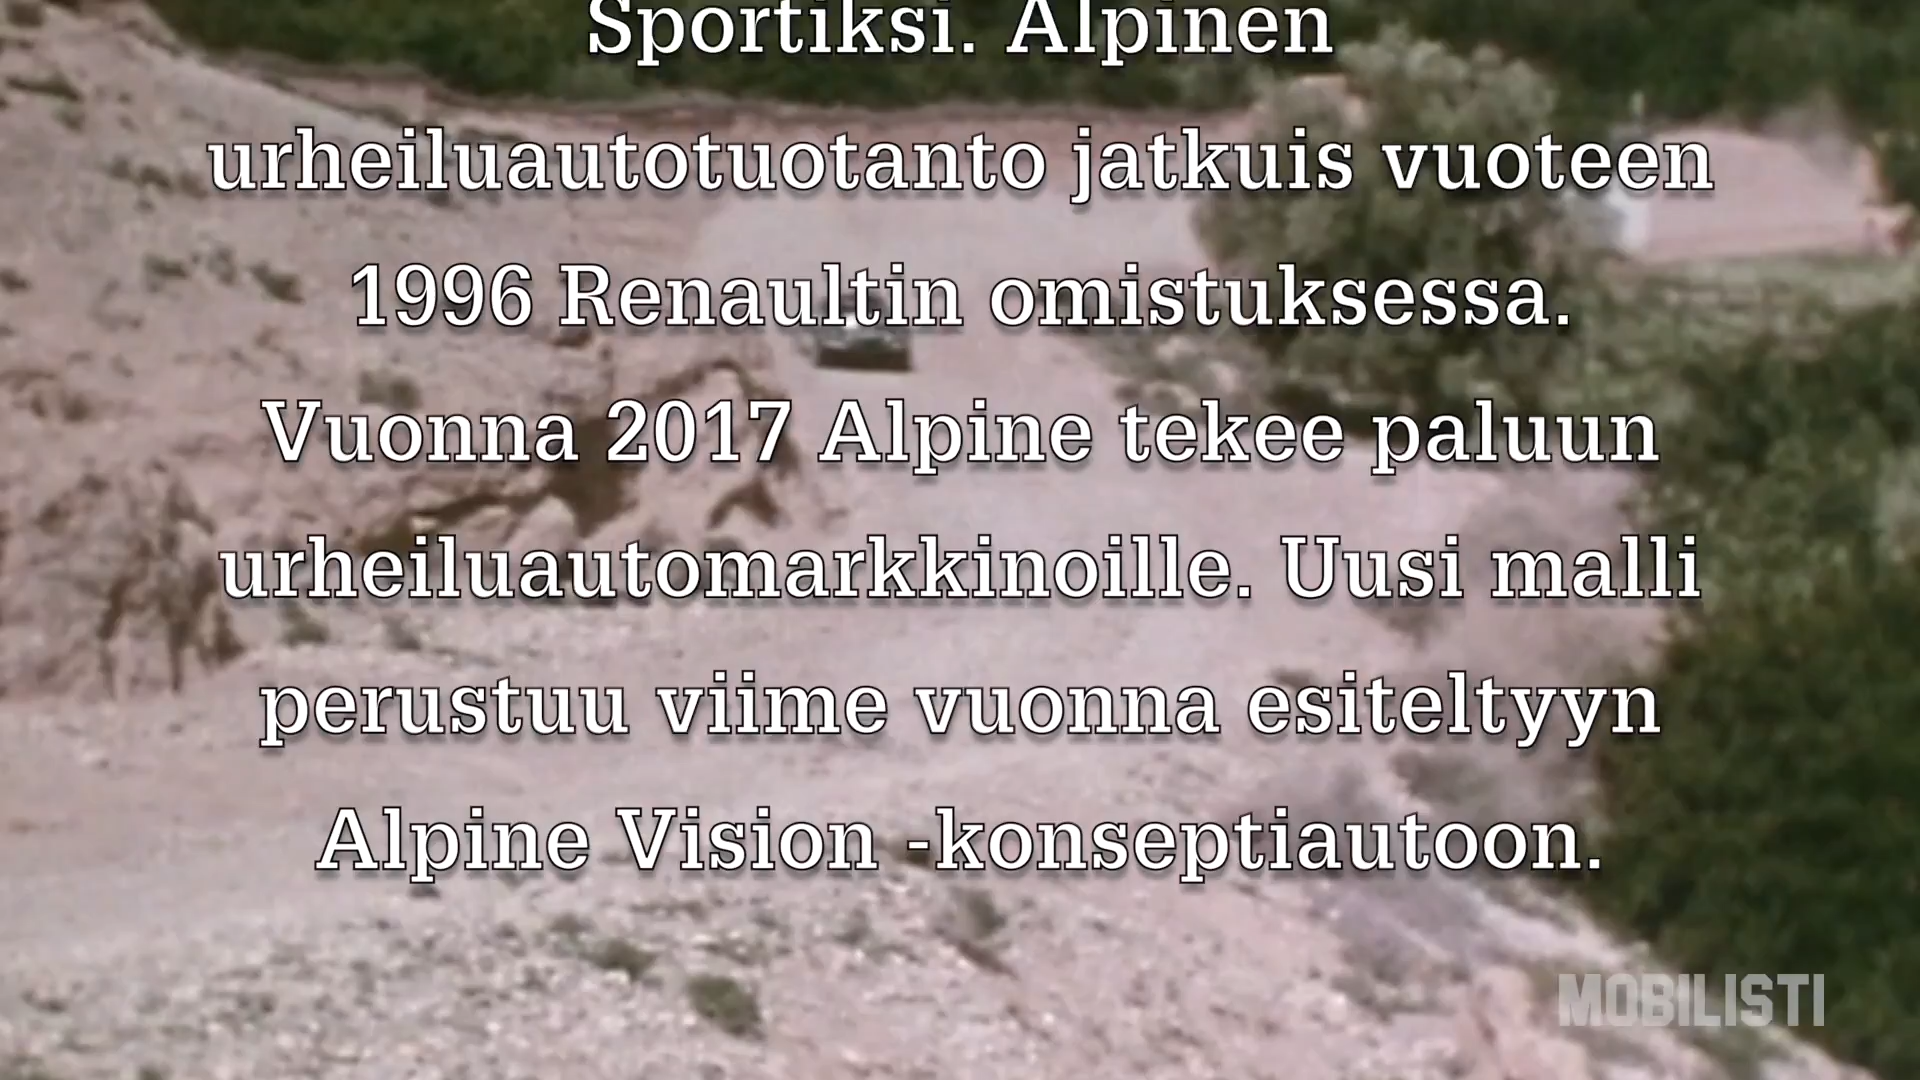 Sportiksi. Alpinen
urheiluautotuotanto jatkuis vuoteen
1996 Renaultin omistuksessa.
Vuonna 2017 Alpine tekee paluun
urheiluautomarkkinoille. Uusi malli
perustuu viime vuonna esiteltyyn
Alpine Vision -konseptiautoon.
MOBILISTI